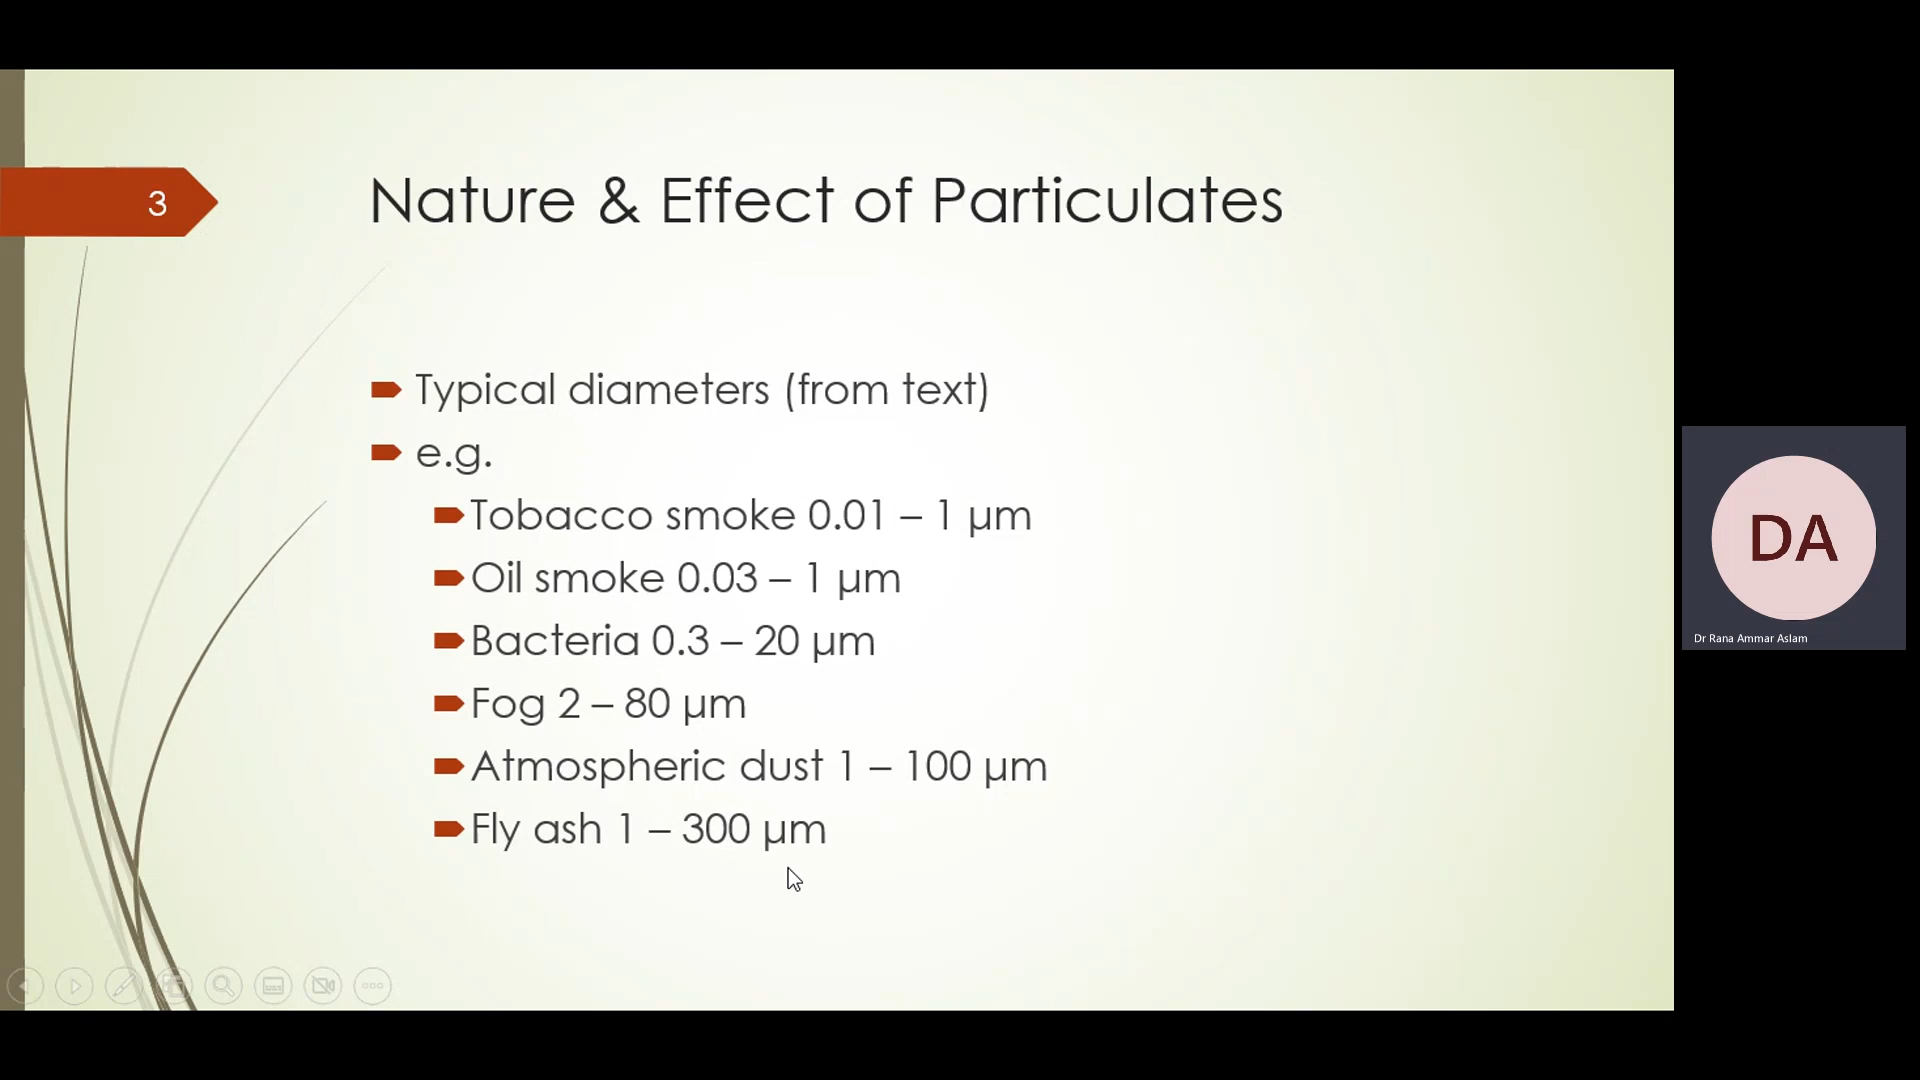 3
Nature & Effect of Particulates
Typical diameters (from text)
e.g.
Tobacco smoke 0.01 – 1 µm
Oil smoke 0.03 – 1 µm
Bacteria 0.3 – 20 µm
Fog 2 – 80 µm
Atmospheric dust 1 – 100 µm
Fly ash 1 – 300 µm
DA
Dr Rana Ammar Aslam